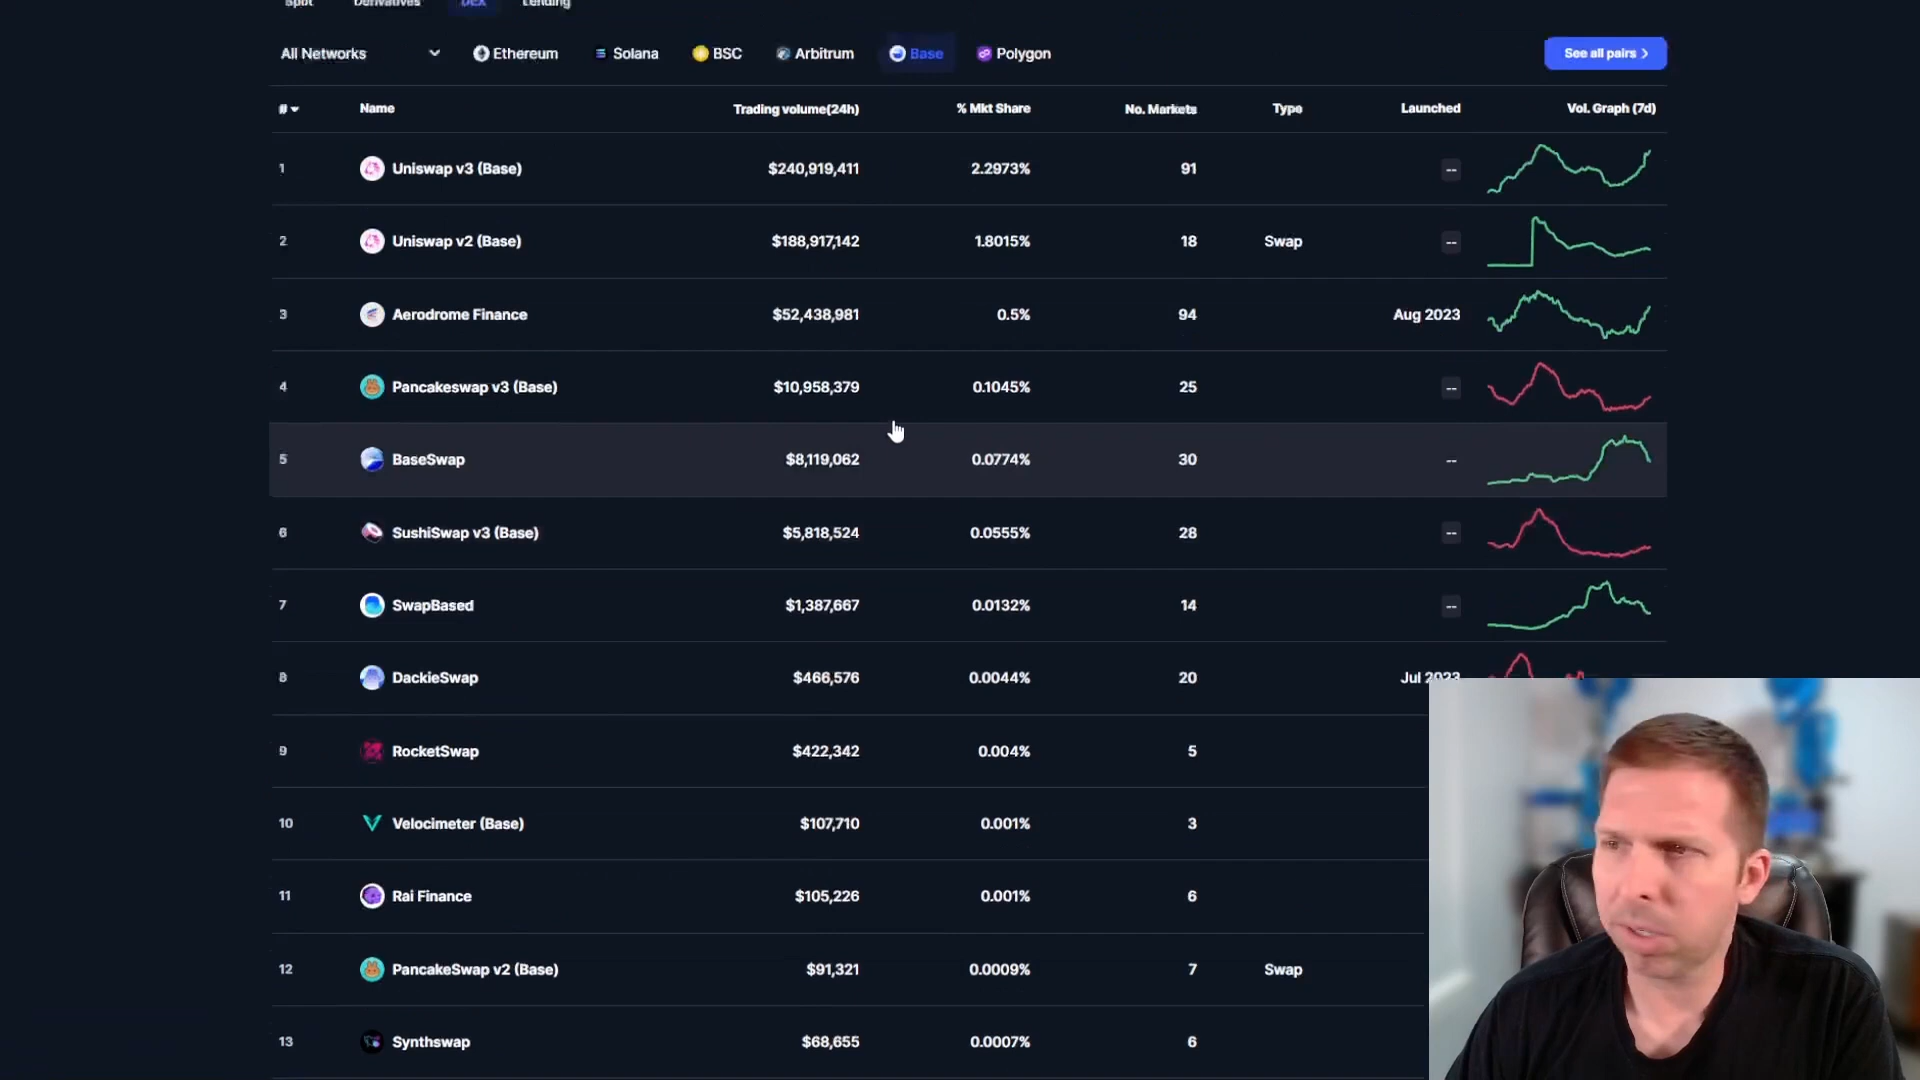 Spot Derivatives DEX Lending
All Networks Ethereum Solana BSC Arbitrum Base Polygon See all pairs >
# Name Trading volume(24h) % Mkt Share No. Markets Type Launched Vol. Graph (7d)
1 Uniswap v3 (Base) $240,919,411 2.2973% 91 --
2 Uniswap v2 (Base) $188,917,142 1.8015% 18 Swap --
3 Aerodrome Finance $52,438,981 0.5% 94 Aug 2023
4 Pancakeswap v3 (Base) $10,958,379 0.1045% 25 --
5 BaseSwap $8,119,062 0.0774% 30 --
6 SushiSwap v3 (Base) $5,818,524 0.0555% 28 --
7 SwapBased $1,387,667 0.0132% 14 --
8 DackieSwap $466,576 0.0044% 20 Jul 2023
9 RocketSwap $422,342 0.004% 5
10 Velocimeter (Base) $107,710 0.001% 3
11 Rai Finance $105,226 0.001% 6
12 PancakeSwap v2 (Base) $91,321 0.0009% 7 Swap
13 Synthswap $68,655 0.0007% 6